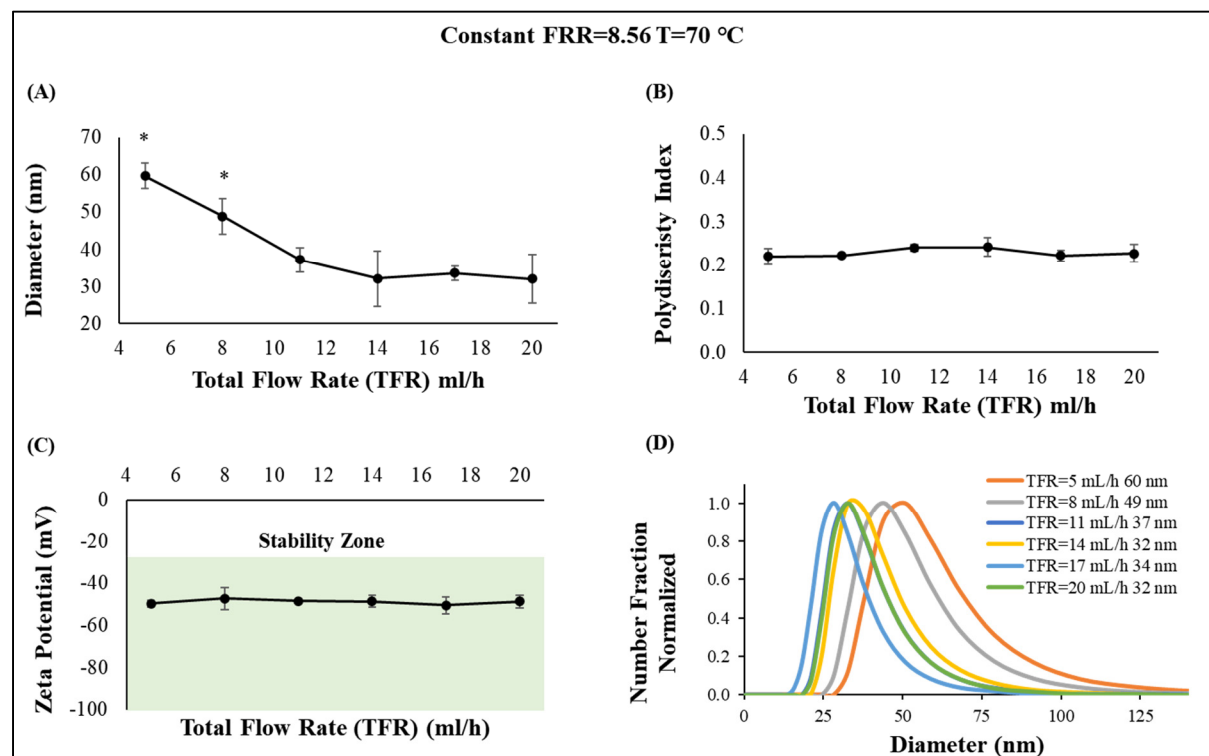 Constant FRR=8.56 T=70 °C
(A)
Diameter (nm)
70
60
50
40
30
20
* *
4 6 8 10 12 14 16 18 20
Total Flow Rate (TFR) ml/h
(B)
Polydiseristy Index
0.5
0.4
0.3
0.2
0.1
0.0
4 6 8 10 12 14 16 18 20
Total Flow Rate (TFR) ml/h
(C)
4 6 8 10 12 14 16 18 20
Zeta Potential (mV)
0
-20
-40
-60
-80
-100
Stability Zone
Total Flow Rate (TFR) (ml/h)
(D)
TFR=5 mL/h 60 nm
TFR=8 mL/h 49 nm
TFR=11 mL/h 37 nm
TFR=14 mL/h 32 nm
TFR=17 mL/h 34 nm
TFR=20 mL/h 32 nm
Number Fraction
Normalized
1.0
0.8
0.6
0.4
0.2
0.0
0 25 50 75 100 125
Diameter (nm)